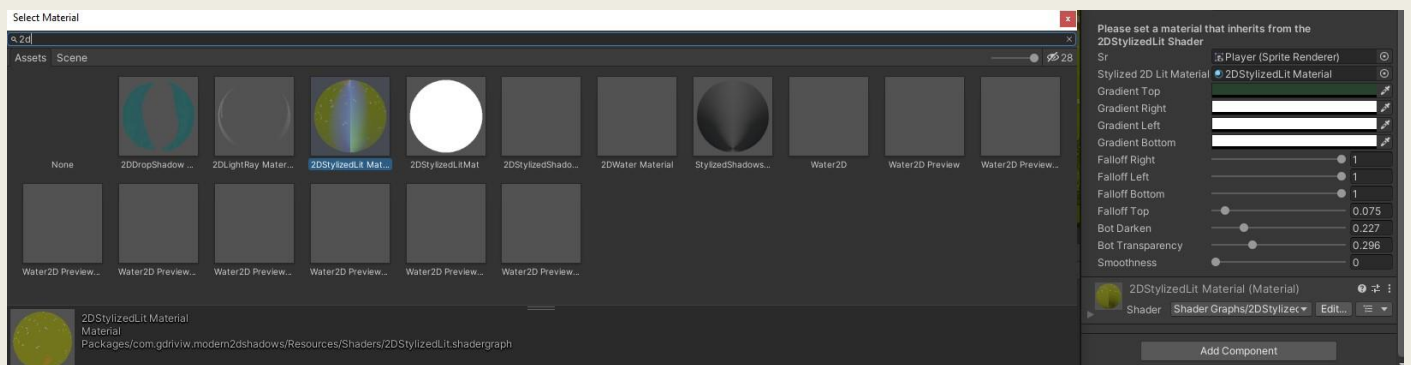 Select Material
2d
Assets Scene
28
None
2DDropShadow ...
2DLightRay Mater...
2DStylizedLit Mat...
2DStylizedLitMat
2DStylizedShado...
2DWater Material
StylizedShadows...
Water2D
Water2D Preview
Water2D Preview...
Water2D Preview...
Water2D Preview...
Water2D Preview...
Water2D Preview...
Water2D Preview...
Water2D Preview...
2DStylizedLit Material
Material
Packages/com.gdriviw.modern2dshadows/Resources/Shaders/2DStylizedLit.shadergraph
Please set a material that inherits from the
2DStylizedLit Shader
Sr Player (Sprite Renderer)
Stylized 2D Lit Material 2DStylizedLit Material
Gradient Top
Gradient Right
Gradient Left
Gradient Bottom
Falloff Right 1
Falloff Left 1
Falloff Bottom 1
Falloff Top 0.075
Bot Darken 0.227
Bot Transparency 0.296
Smoothness 0
2DStylizedLit Material (Material)
Shader Shader Graphs/2DStylizec Edit...
Add Component